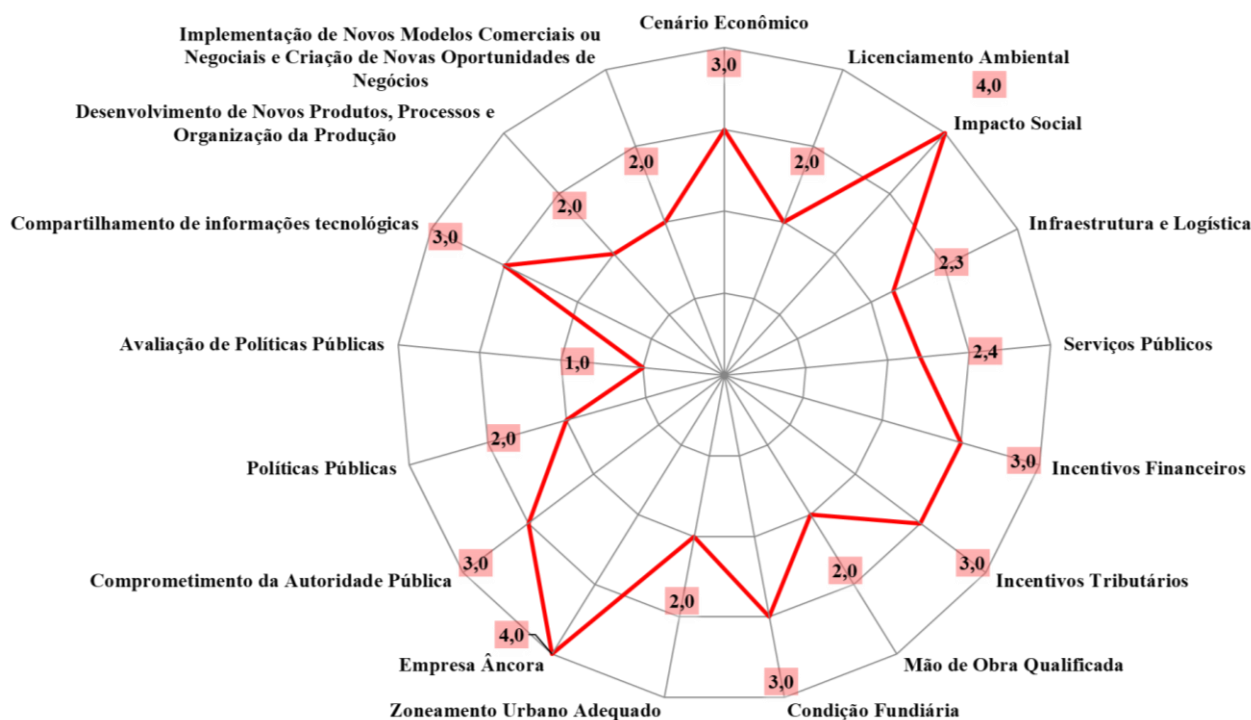 Cenário Econômico
3,0
Licenciamento Ambiental
2,0
4,0
Impacto Social
Infraestrutura e Logística
2,3
Serviços Públicos
2,4
Incentivos Financeiros
3,0
Incentivos Tributários
3,0
Mão de Obra Qualificada
2,0
Condição Fundiária
3,0
Zoneamento Urbano Adequado
2,0
Empresa Âncora
4,0
Comprometimento da Autoridade Pública
3,0
Políticas Públicas
2,0
Avaliação de Políticas Públicas
1,0
Compartilhamento de informações tecnológicas
3,0
Desenvolvimento de Novos Produtos, Processos e
Organização da Produção
2,0
Implementação de Novos Modelos Comerciais ou
Negociais e Criação de Novas Oportunidades de
Negócios
2,0